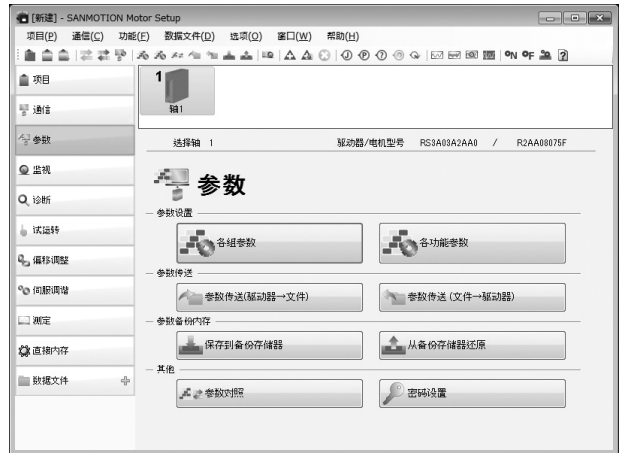 [新建] - SANMOTION Motor Setup
项目(P) 通信(C) 功能(F) 数据文件(D) 选项(O) 窗口(W) 帮助(H)
ON OF
项目
通信
参数
监视
诊断
试运转
偏移调整
伺服调谐
测定
直接内存
数据文件
1
轴1
选择轴 1 驱动器/电机型号 RS3A03A2AA0 / R2AA08075F
参数
参数设置
各组参数 各功能参数
参数传送
参数传送(驱动器→文件) 参数传送 (文件→驱动器)
参数备份内存
保存到备份存储器 从备份存储器还原
其他
参数对照 密码设置